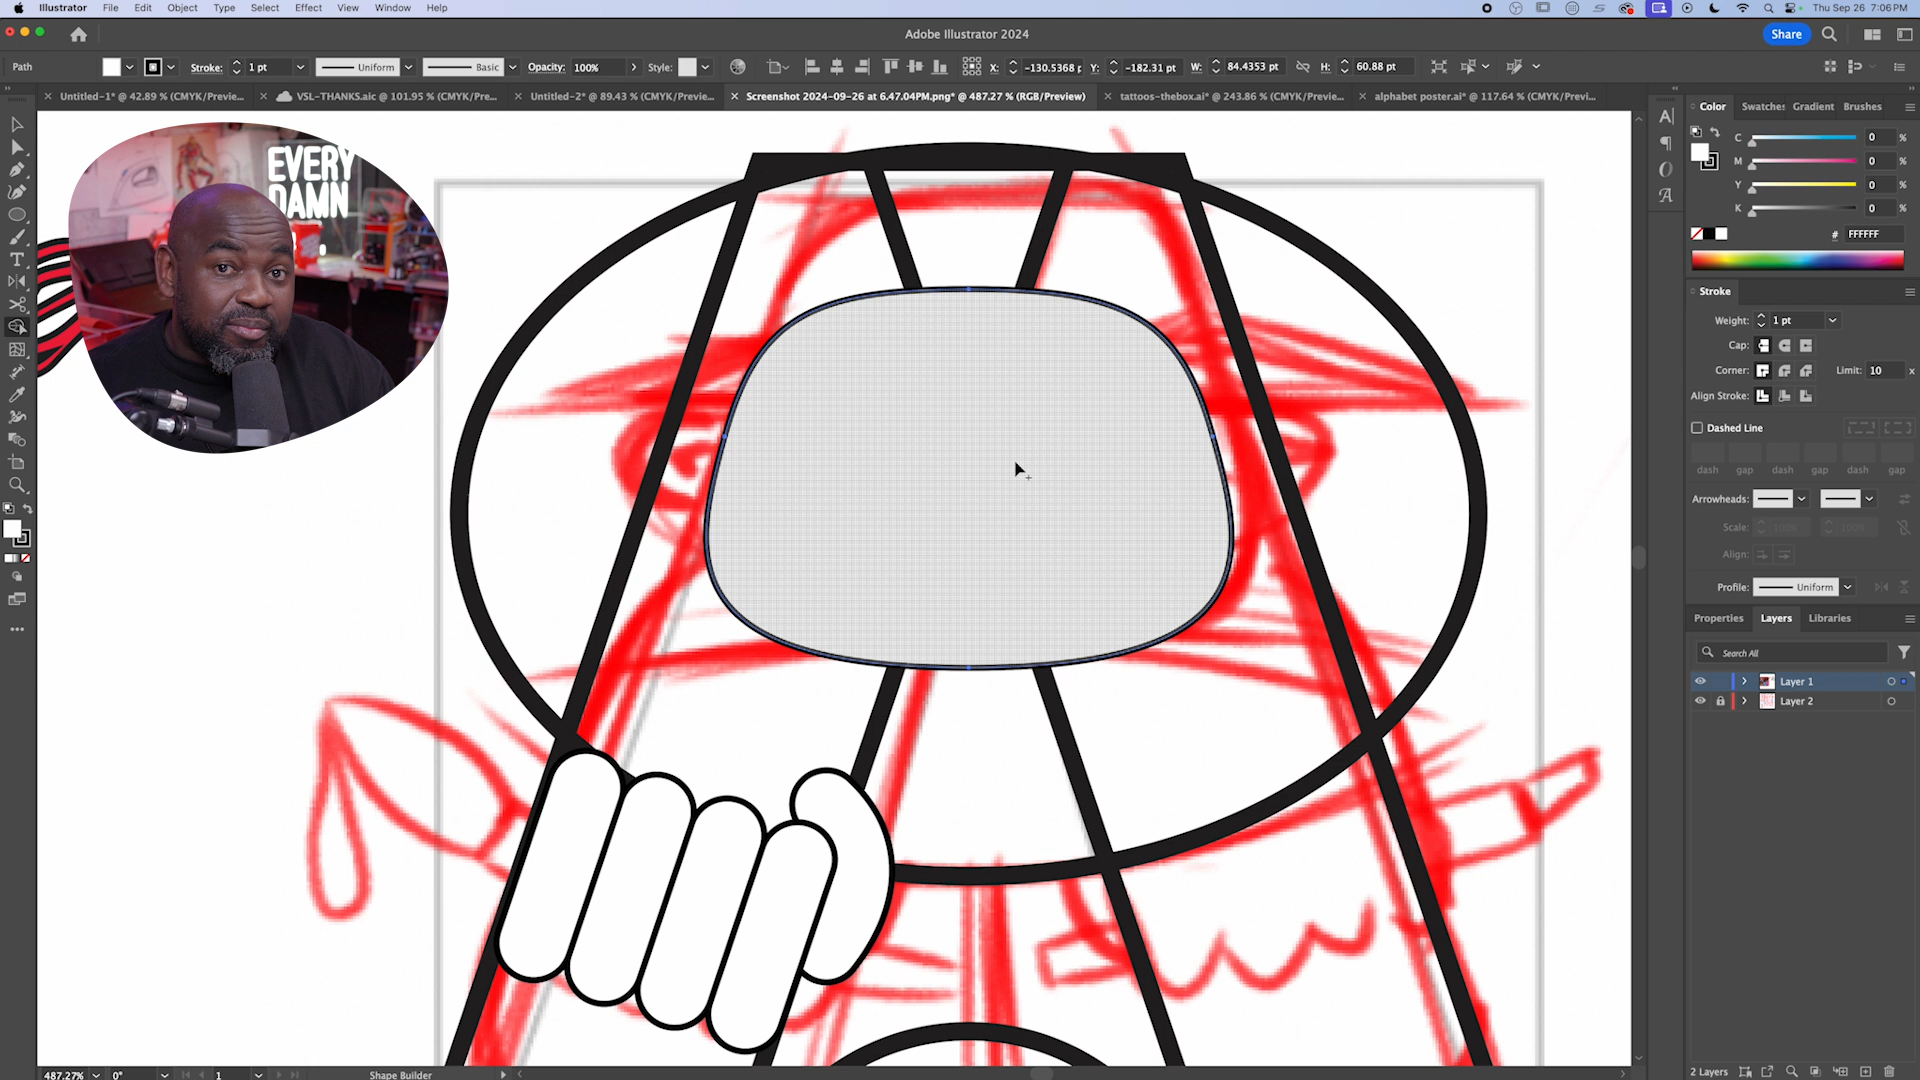 Illustrator File Edit Object Type Select Effect View Window Help Thu Sep 26 7:06 PM
Adobe Illustrator 2024 Share
Path Stroke: 1 pt Uniform Basic Opacity: 100% Style: X: -130.5368 p Y: -182.31 pt W: 84.4353 pt H: 60.88 pt
Untitled-1* @ 42.89 % (CMYK/Previe... VSL-THANKS.aic @ 101.95 % (CMYK/Pre... Untitled-2* @ 89.43 % (CMYK/Previe... Screenshot 2024-09-26 at 6.47.04PM.png* @ 487.27 % (RGB/Preview) tattoos-thebox.ai* @ 243.86 % (CMYK/Previe... alphabet poster.ai* @ 117.64 % (CMYK/Previ...
EVERY
DAMN
Color Swatches Gradient Brushes
C 0 %
M 0 %
Y 0 %
K 0 %
# FFFFFF
Stroke
Weight: 1 pt
Cap:
Corner: Limit: 10 x
Align Stroke:
Dashed Line
dash gap dash gap dash gap
Arrowheads:
Scale: 100% 100%
Align:
Profile: Uniform
Properties Layers Libraries
Search All
Layer 1
Layer 2
487.27% 0° 1 Shape Builder 2 Layers